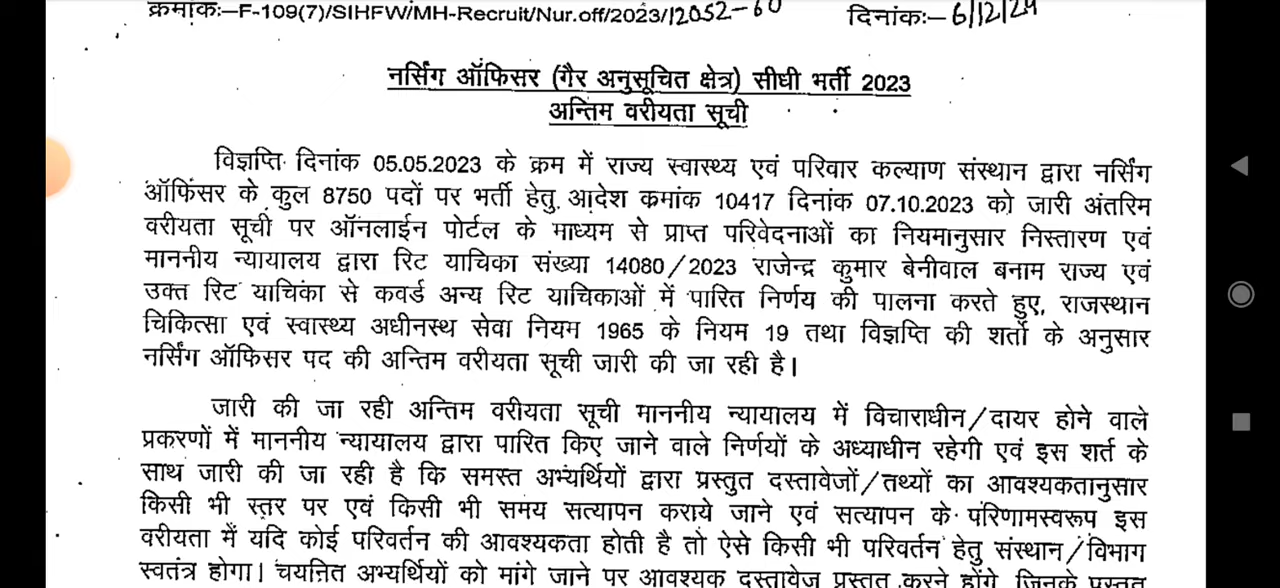 क्रमांकः–F-109(7)/SIHFW/MH-Recruit/Nur.off/2023/12052-60 दिनांकः– 6/12/24
नर्सिंग ऑफिसर (गैर अनुसूचित क्षेत्र) सीधी भर्ती 2023
अन्तिम वरीयता सूची
विज्ञप्ति दिनांक 05.05.2023 के क्रम में राज्य स्वास्थ्य एवं परिवार कल्याण संस्थान द्वारा नर्सिंग
ऑफिसर के कुल 8750 पदों पर भर्ती हेतु आदेश कमांक 10417 दिनांक 07.10.2023 को जारी अंतरिम
वरीयता सूची पर ऑनलाईन पोर्टल के माध्यम से प्राप्त परिवेदनाओं का नियमानुसार निस्तारण एवं
माननीय न्यायालय द्वारा रिट याचिका संख्या 14080/2023 राजेन्द्र कुमार बेनीवाल बनाम राज्य एवं
उक्त रिट याचिका से कवर्ड अन्य रिट याचिकाओं में पारित निर्णय की पालना करते हुए, राजस्थान
चिकित्सा एवं स्वास्थ्य अधीनस्थ सेवा नियम 1965 के नियम 19 तथा विज्ञप्ति की शर्तो के अनुसार
नर्सिंग ऑफिसर पद की अन्तिम वरीयता सूची जारी की जा रही है।
जारी की जा रही अन्तिम वरीयता सूची माननीय न्यायालय में विचाराधीन/दायर होने वाले
प्रकरणों में माननीय न्यायालय द्वारा पारित किए जाने वाले निर्णयों के अध्याधीन रहेगी एवं इस शर्त के
साथ जारी की जा रही है कि समस्त अभ्यर्थियों द्वारा प्रस्तुत दस्तावेजों/तथ्यों का आवश्यकतानुसार
किसी भी स्तर पर एवं किसी भी समय सत्यापन कराये जाने एवं सत्यापन के परिणामस्वरूप इस
वरीयता में यदि कोई परिवर्तन की आवश्यकता होती है तो ऐसे किसी भी परिवर्तन हेतु संस्थान/विभाग
स्वतंत्र होगा। चयनित अभ्यर्थियों को मांगे जाने पर आवश्यक दस्तावेज प्रस्तुत करने होंगे, जिनके प्रस्तुत